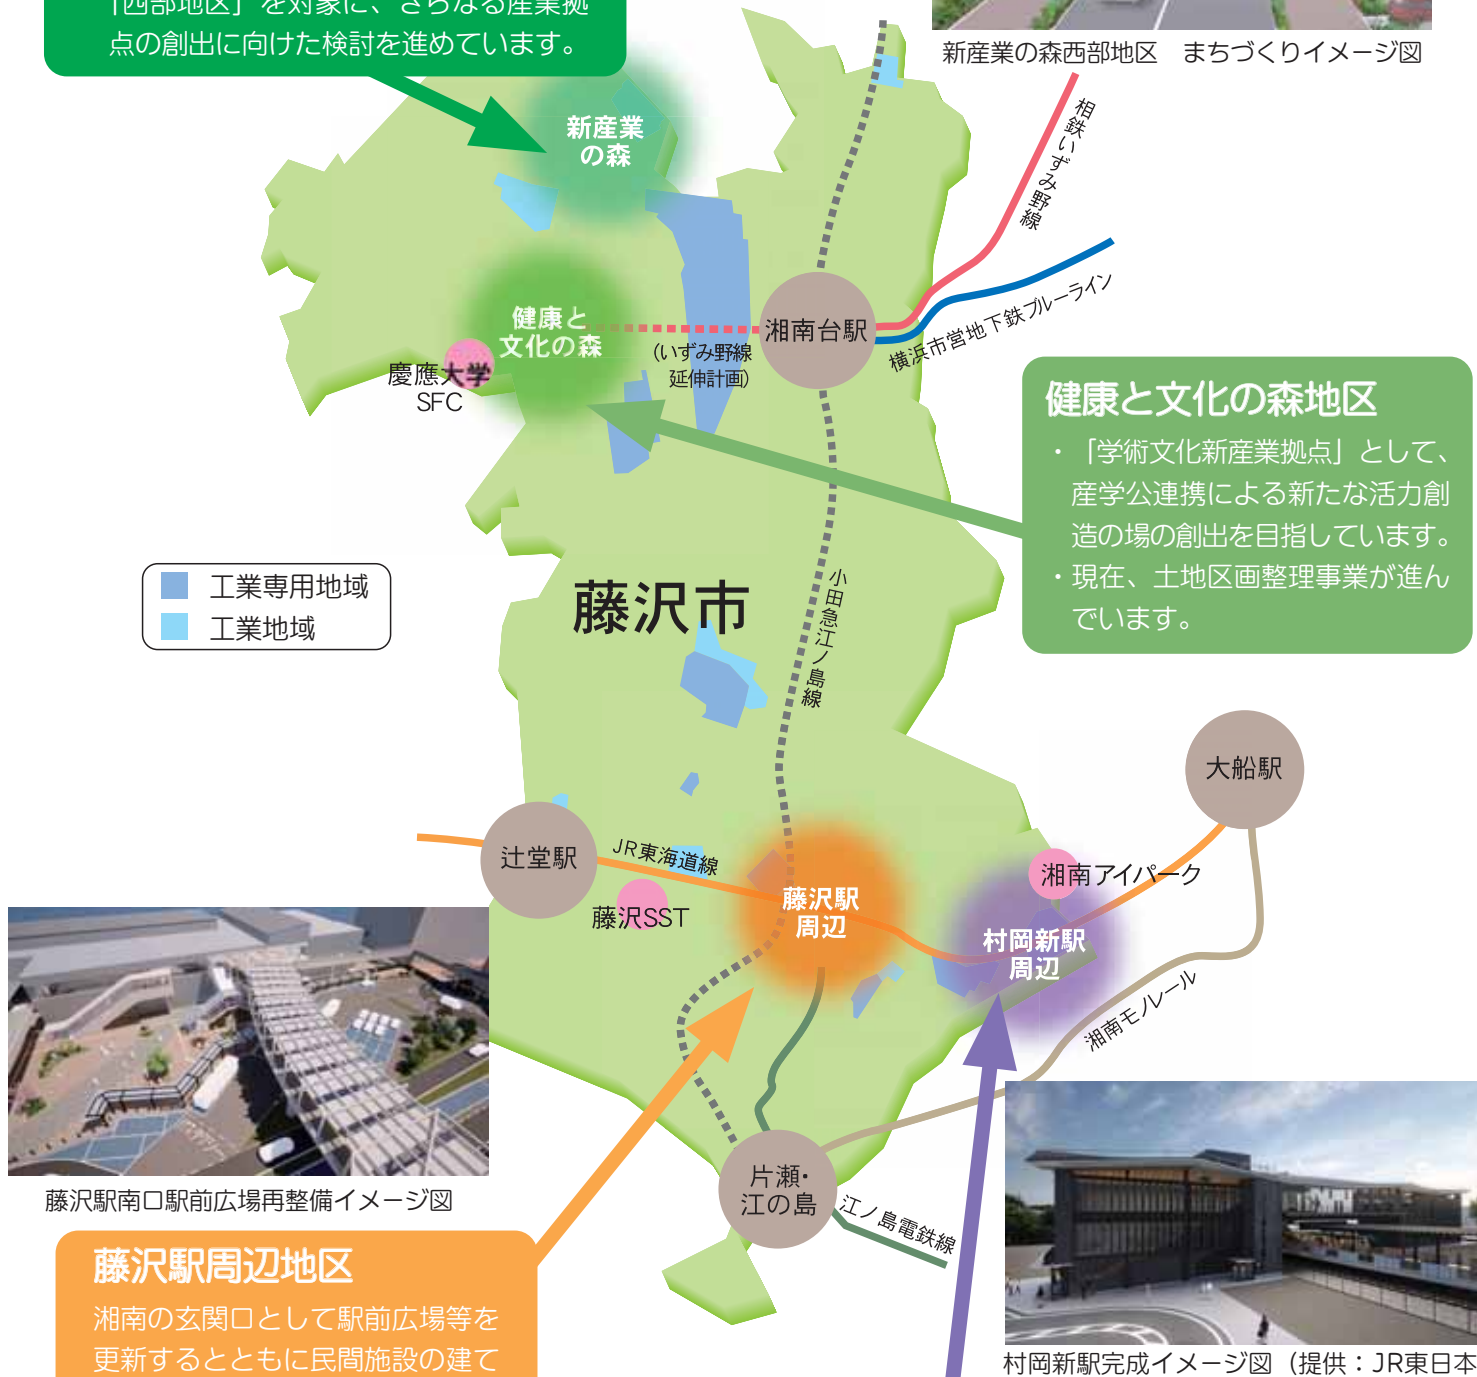 「西部地区」を対象に、さらなる産業拠
点の創出に向けた検討を進めています。
新産業の森西部地区　まちづくりイメージ図
新産業
の森
相鉄いずみ野線
健康と
文化の森
慶應大学
SFC
(いずみ野線
延伸計画)
湘南台駅
横浜市営地下鉄ブルーライン
健康と文化の森地区
・「学術文化新産業拠点」として、
産学公連携による新たな活力創
造の場の創出を目指しています。
・現在、土地区画整理事業が進ん
でいます。
工業専用地域
工業地域
藤沢市
小田急江ノ島線
大船駅
辻堂駅
JR東海道線
藤沢SST
藤沢駅
周辺
湘南アイパーク
村岡新駅
周辺
湘南モノレール
藤沢駅南口駅前広場再整備イメージ図
片瀬・
江の島
江ノ島電鉄線
藤沢駅周辺地区
湘南の玄関口として駅前広場等を
更新するとともに民間施設の建て
村岡新駅完成イメージ図（提供：JR東日本